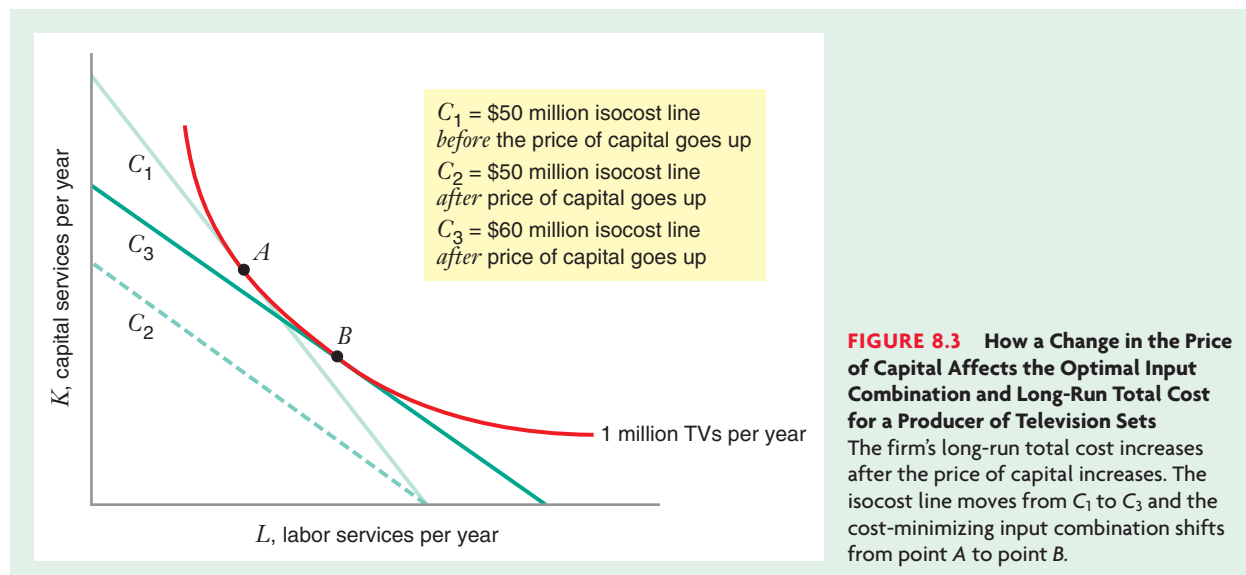 C1 = $50 million isocost line
before the price of capital goes up
C2 = $50 million isocost line
after price of capital goes up
C3 = $60 million isocost line
after price of capital goes up
C1
C3
C2
A
B
K, capital services per year
1 million TVs per year
L, labor services per year
FIGURE 8.3 How a Change in the Price
of Capital Affects the Optimal Input
Combination and Long-Run Total Cost
for a Producer of Television Sets
The firm's long-run total cost increases
after the price of capital increases. The
isocost line moves from C1 to C3 and the
cost-minimizing input combination shifts
from point A to point B.